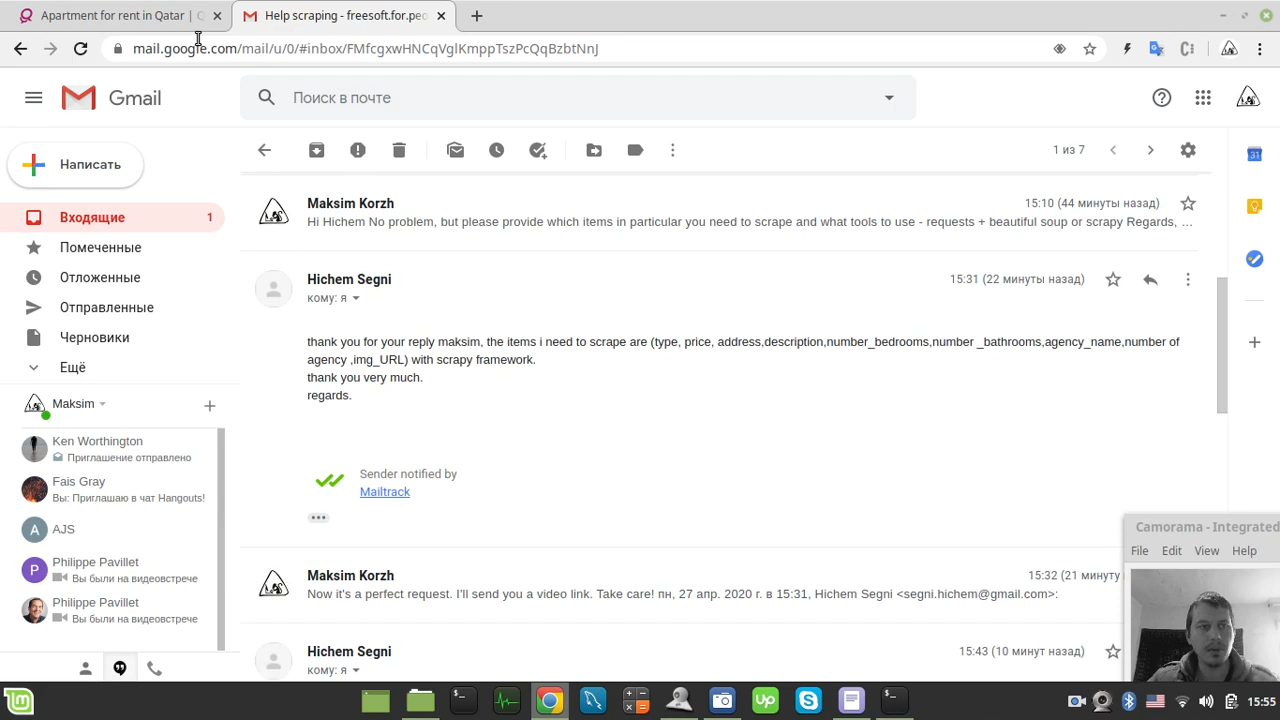 Apartment for rent in Qatar |
Help scraping - freesoft.for.peo
mail.google.com/mail/u/0/#inbox/FMfcgxwHNCqVglKmppTszPcQqBzbtNnJ
Gmail
Поиск в почте
Написать
1 из 7
31
Входящие 1
Помеченные
Отложенные
Отправленные
Черновики
Ещё
Maksim
Ken Worthington
Приглашение отправлено
Fais Gray
Вы: Приглашаю в чат Hangouts!
A AJS
P Philippe Pavillet
Вы были на видеовстрече
Philippe Pavillet
Вы были на видеовстрече
Maksim Korzh 15:10 (44 минуты назад)
Hi Hichem No problem, but please provide which items in particular you need to scrape and what tools to use - requests + beautiful soup or scrapy Regards, …
Hichem Segni 15:31 (22 минуты назад)
кому: я
thank you for your reply maksim, the items i need to scrape are (type, price, address,description,number_bedrooms,number _bathrooms,agency_name,number of
agency ,img_URL) with scrapy framework.
thank you very much.
regards.
Sender notified by
Mailtrack
Maksim Korzh 15:32 (21 минуту
Now it's a perfect request. I'll send you a video link. Take care! пн, 27 апр. 2020 г. в 15:31, Hichem Segni <segni.hichem@gmail.com>:
Hichem Segni 15:43 (10 минут назад)
кому: я
Camorama - Integrated
File Edit View Help
Up
15:55